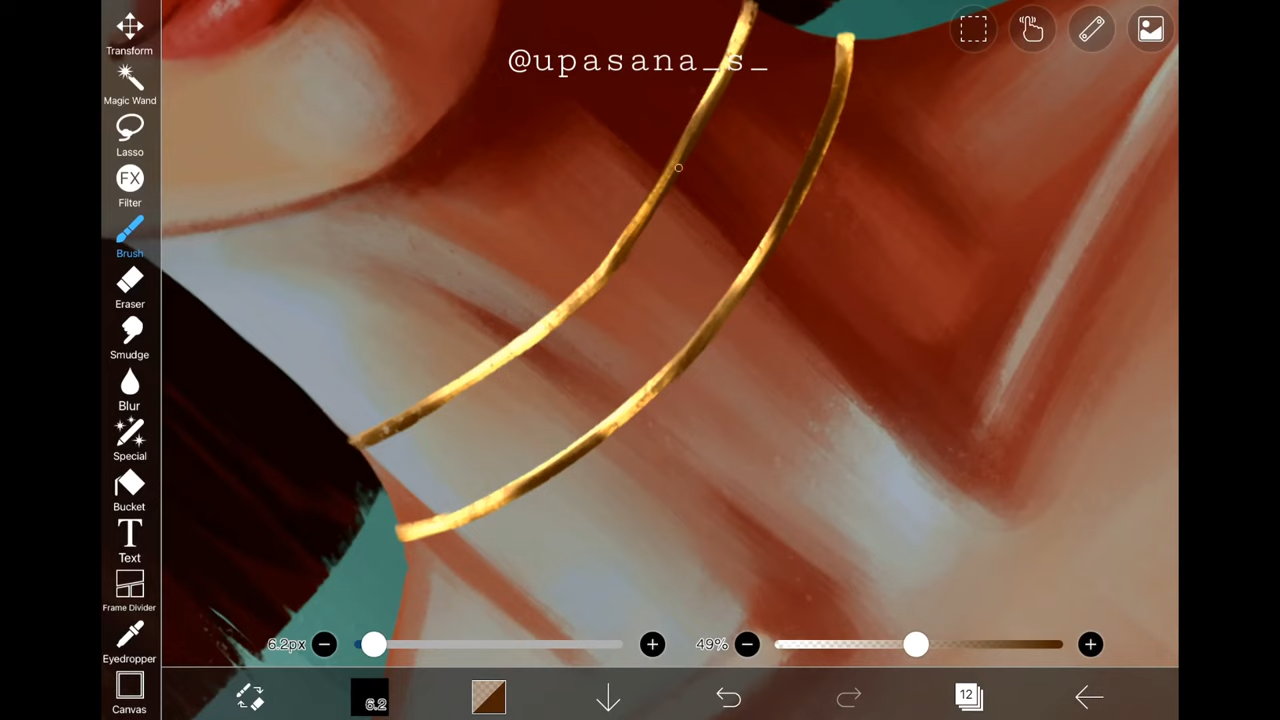 Transform
@upasana_s_
Magic Wand
Lasso
FX
Filter
Brush
Eraser
Smudge
Blur
Special
Bucket
T
Text
Frame Divider
Eyedropper
6.2px
49%
Canvas
6.2
12